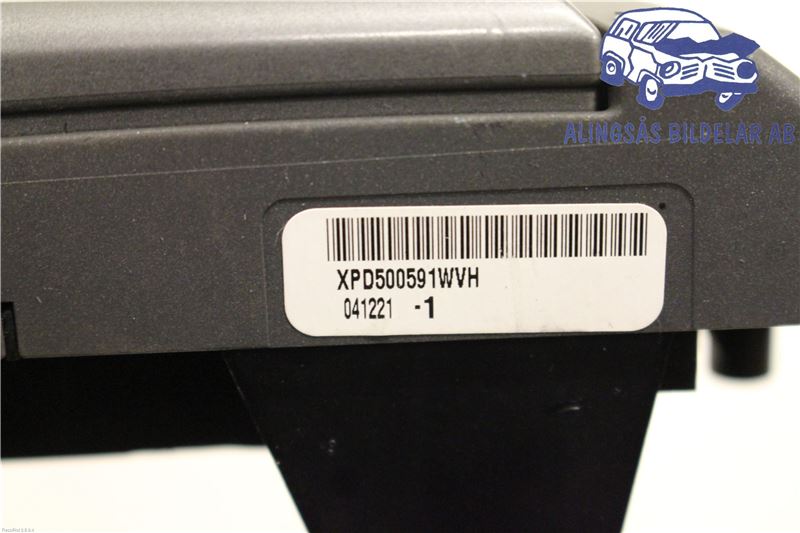 ALINGSÅS BILDELAR AB
XPD500591WVH
041221 -1